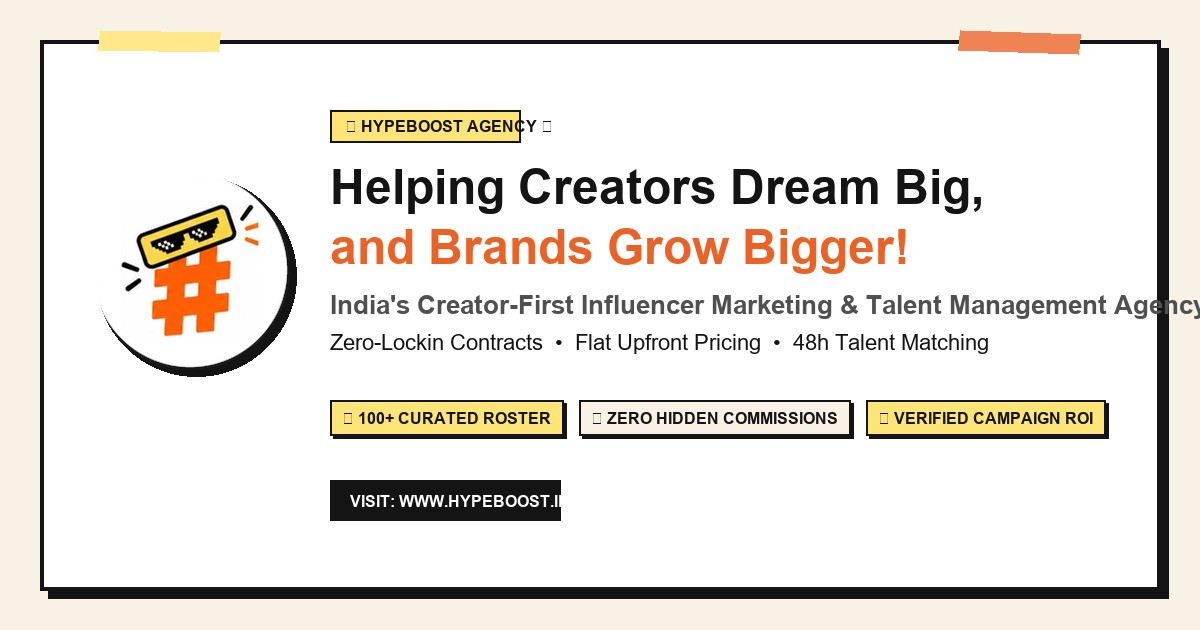 HYPEBOOST AGENCY
Helping Creators Dream Big,
and Brands Grow Bigger!
India's Creator-First Influencer Marketing & Talent Management Agency
Zero-Lockin Contracts • Flat Upfront Pricing • 48h Talent Matching
100+ CURATED ROSTER
ZERO HIDDEN COMMISSIONS
VERIFIED CAMPAIGN ROI
VISIT: WWW.HYPEBOOST.I
#